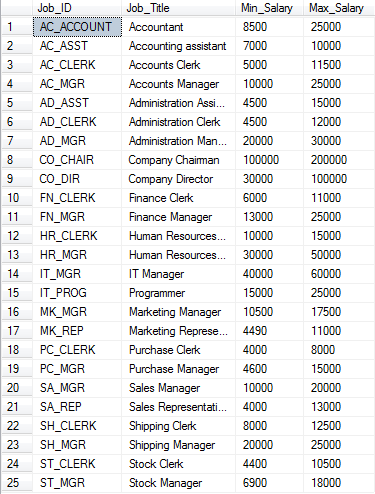 Job_ID Job_Title Min_Salary Max_Salary
1 AC_ACCOUNT Accountant 8500 25000
2 AC_ASST Accounting assistant 7000 10000
3 AC_CLERK Accounts Clerk 5000 11500
4 AC_MGR Accounts Manager 10000 25000
5 AD_ASST Administration Assi... 4500 15000
6 AD_CLERK Administration Clerk 4500 12000
7 AD_MGR Administration Man... 20000 30000
8 CO_CHAIR Company Chairman 100000 200000
9 CO_DIR Company Director 30000 100000
10 FN_CLERK Finance Clerk 6000 11000
11 FN_MGR Finance Manager 13000 25000
12 HR_CLERK Human Resources... 10000 15000
13 HR_MGR Human Resources... 30000 50000
14 IT_MGR IT Manager 40000 60000
15 IT_PROG Programmer 15000 25000
16 MK_MGR Marketing Manager 10500 17500
17 MK_REP Marketing Represe... 4490 11000
18 PC_CLERK Purchase Clerk 4000 8000
19 PC_MGR Purchase Manager 4600 15000
20 SA_MGR Sales Manager 10000 20000
21 SA_REP Sales Representati... 4000 13000
22 SH_CLERK Shipping Clerk 8000 12500
23 SH_MGR Shipping Manager 20000 25000
24 ST_CLERK Stock Clerk 4400 10500
25 ST_MGR Stock Manager 6900 18000